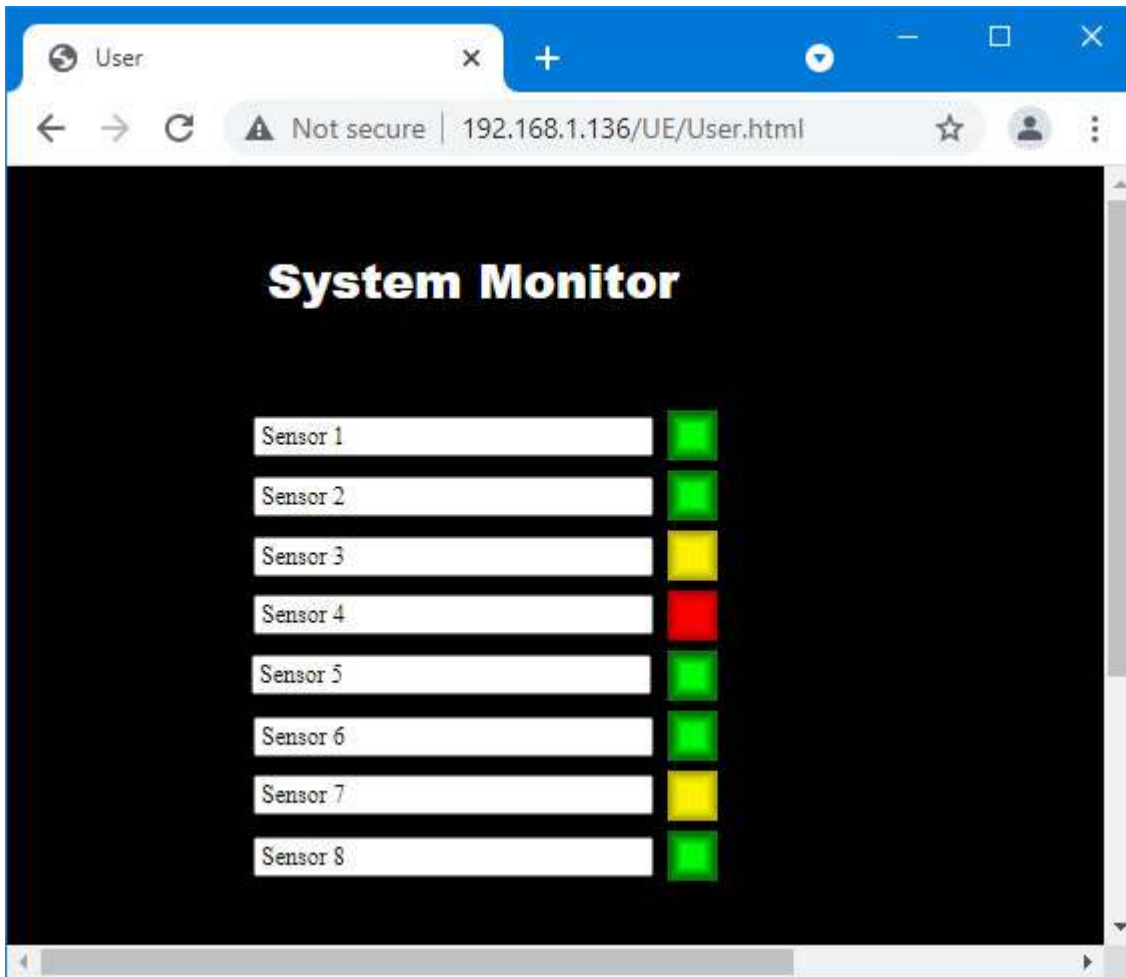 User
Not secure 192.168.1.136/UE/User.html
System Monitor
Sensor 1
Sensor 2
Sensor 3
Sensor 4
Sensor 5
Sensor 6
Sensor 7
Sensor 8